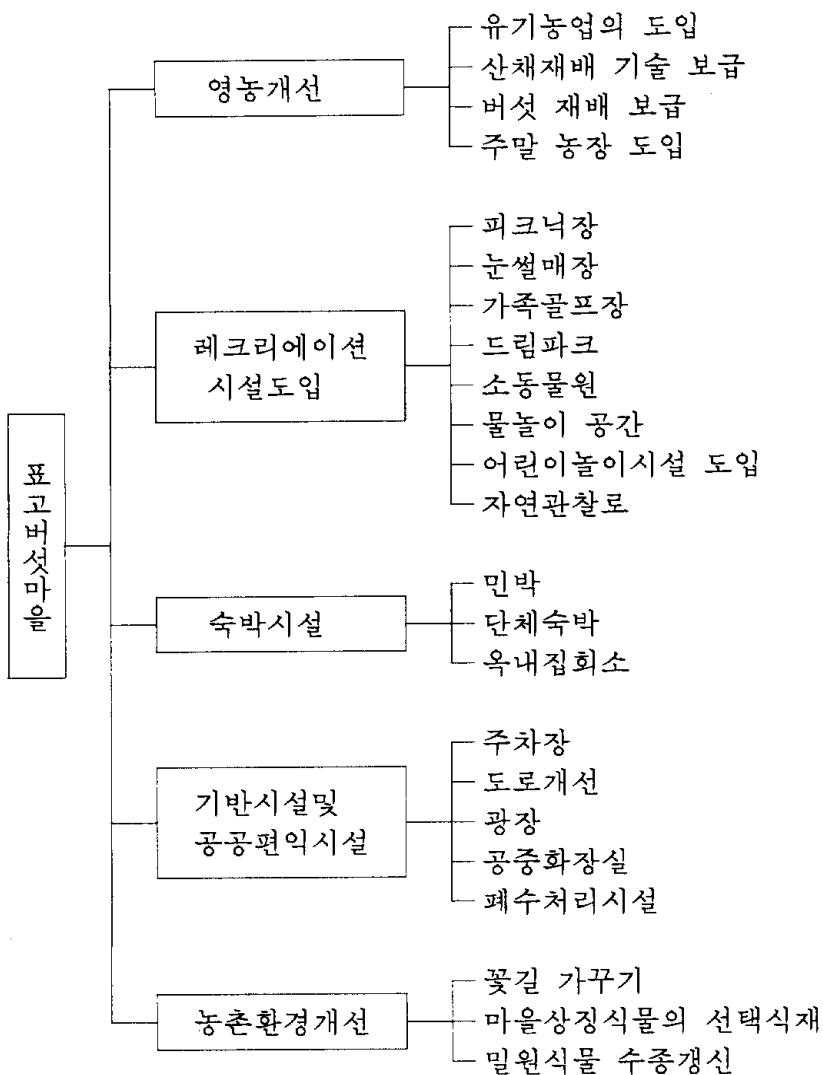 표고버섯마을
영농개선
유기농업의 도입
산채재배 기술 보급
버섯 재배 보급
주말 농장 도입
레크리에이션
시설도입
피크닉장
눈썰매장
가족골프장
드림파크
소동물원
물놀이 공간
어린이놀이시설 도입
자연관찰로
숙박시설
민박
단체숙박
옥내집회소
기반시설및
공공편익시설
주차장
도로개선
광장
공중화장실
폐수처리시설
농촌환경개선
꽃길 가꾸기
마을상징식물의 선택식재
밀원식물 수종갱신